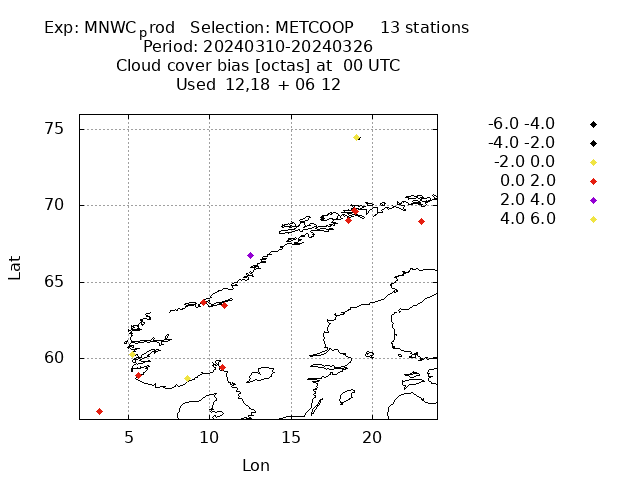 Exp: MNWCprod   Selection: METCOOP     13 stations
Period: 20240310-20240326
Cloud cover bias [octas] at  00 UTC
Used  12,18 + 06 12
-6.0 -4.0
-4.0 -2.0
-2.0 0.0
0.0 2.0
2.0 4.0
4.0 6.0
75
70
65
60
Lat
5 10 15 20
Lon